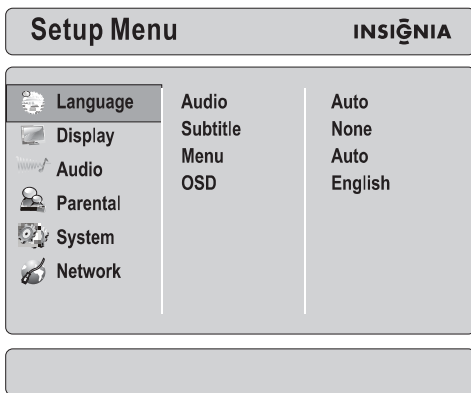 Setup Menu INSIGNIA
Language Audio Auto
Display Subtitle None
Audio Menu Auto
Parental OSD English
System
Network